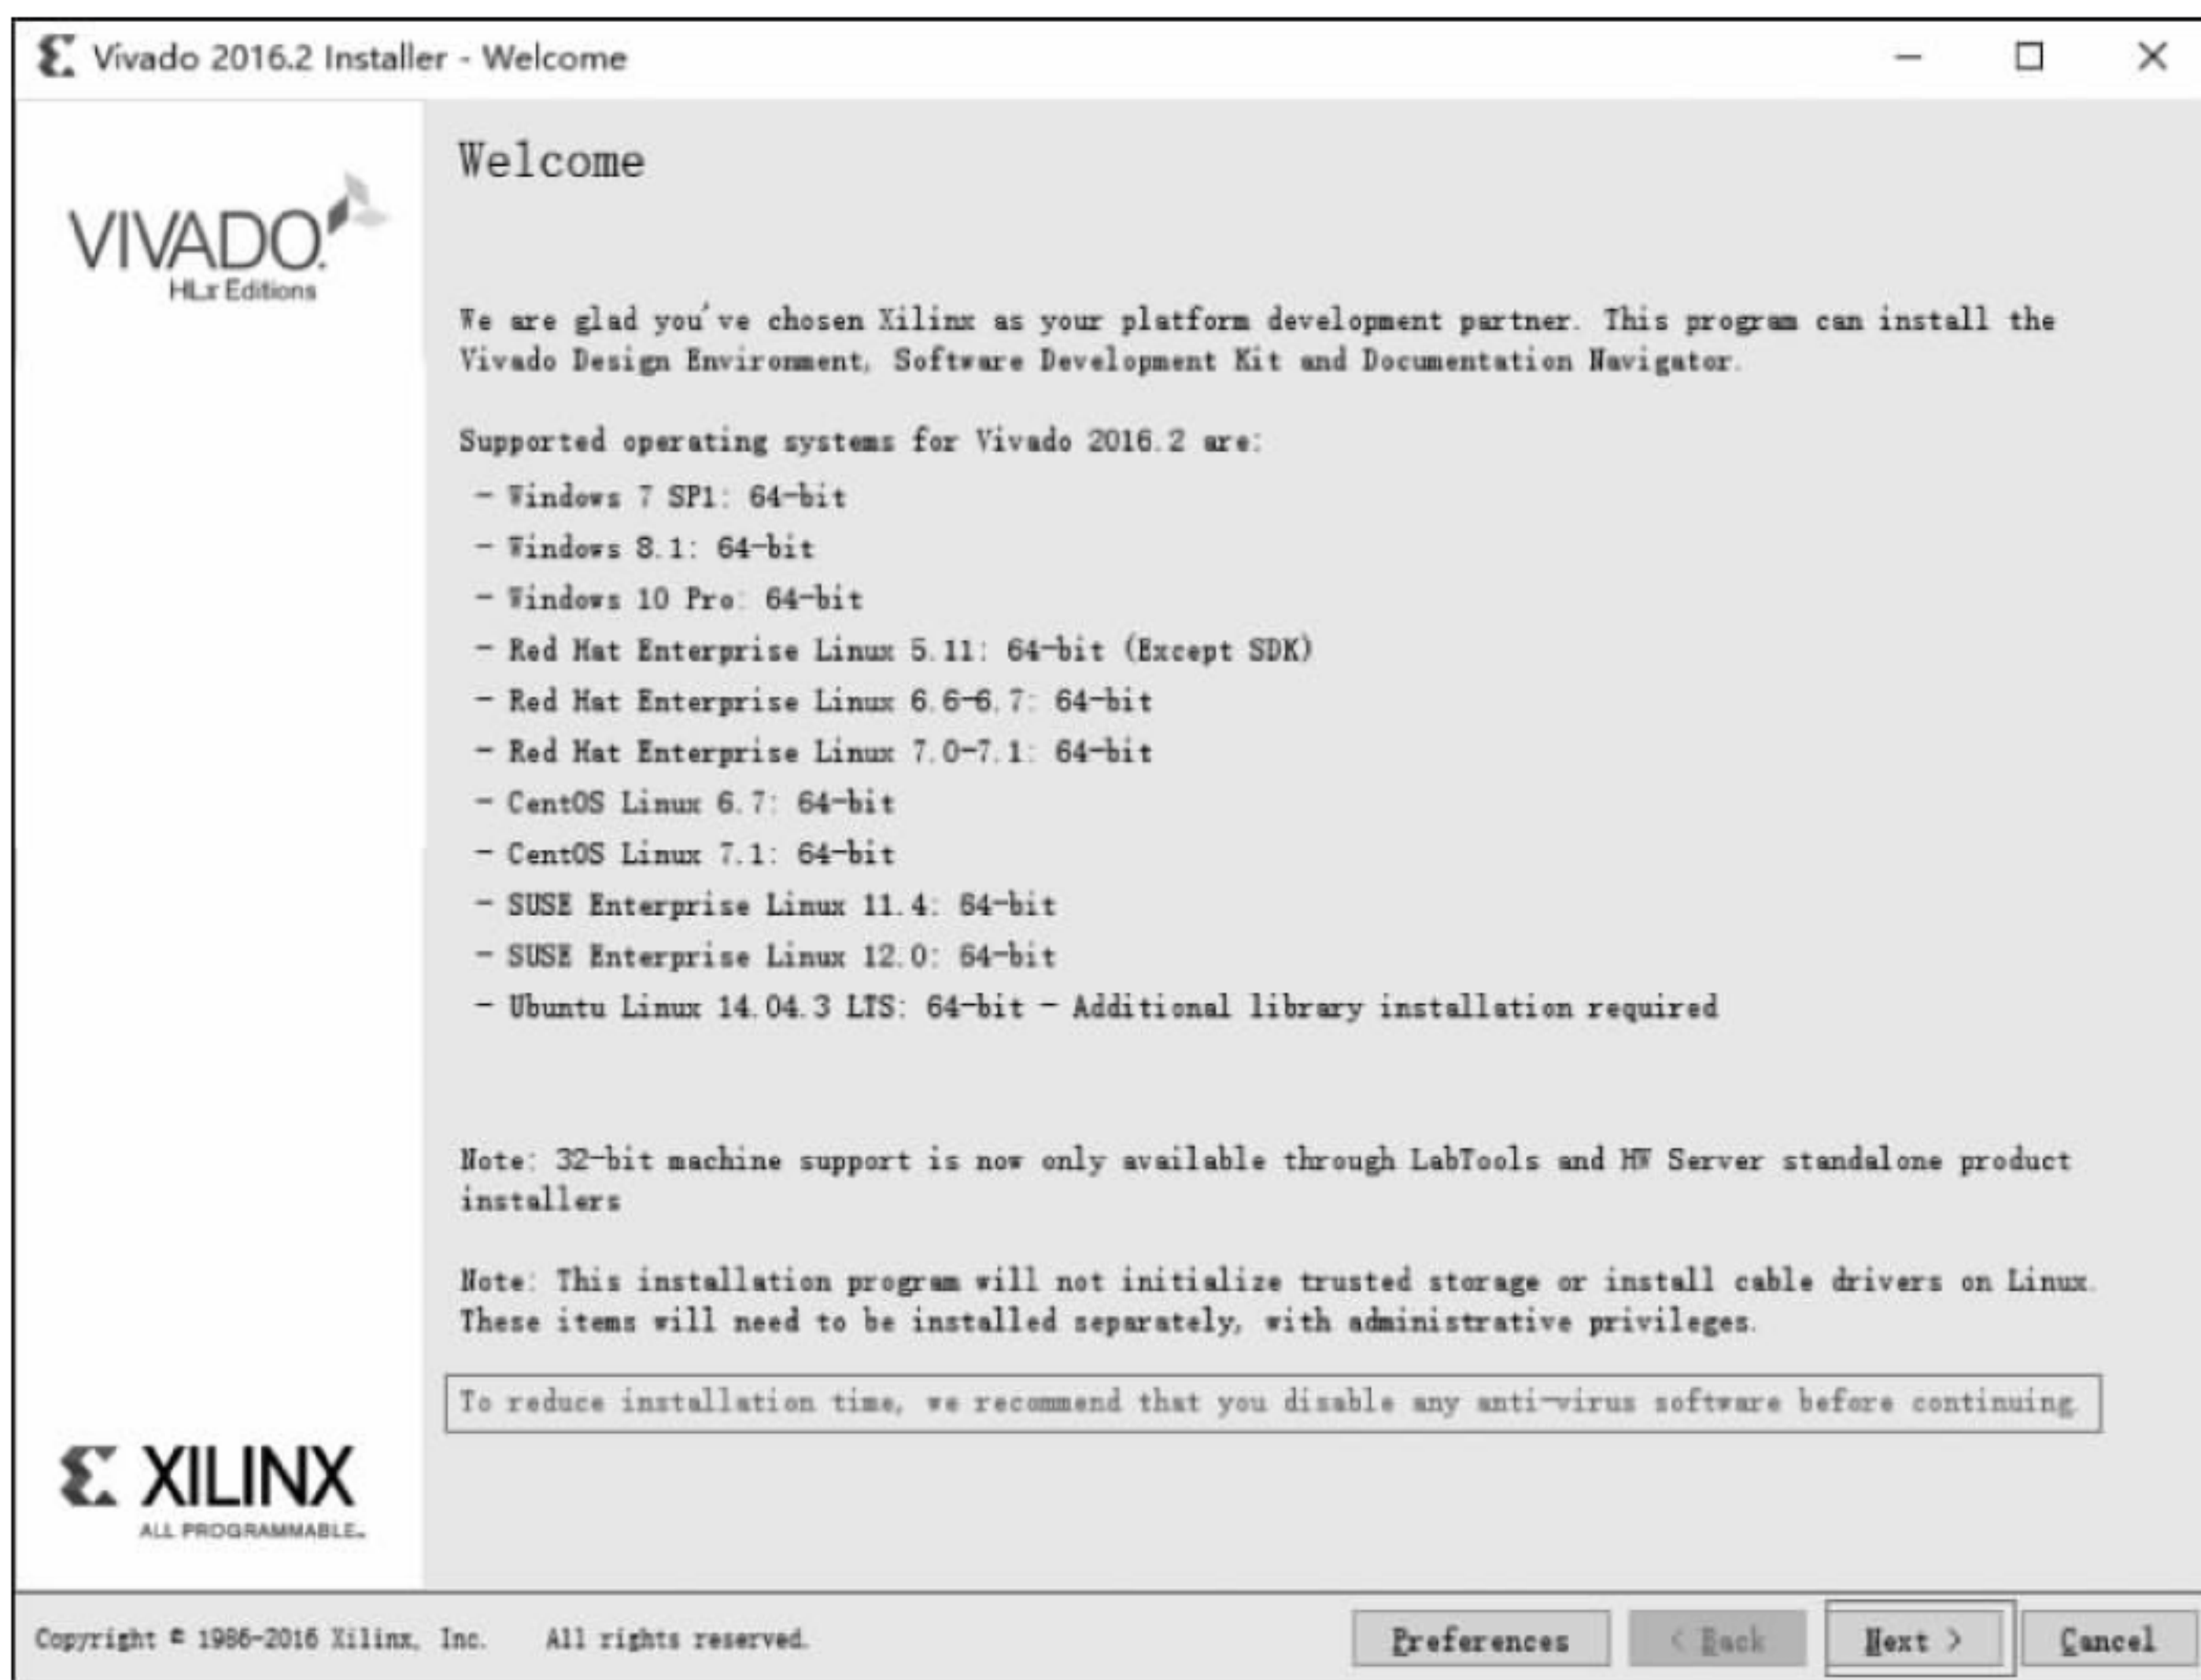 Vivado 2016.2 Installer - Welcome
VIVADO.
HLx Editions
Welcome
We are glad you've chosen Xilinx as your platform development partner. This program can install the
Vivado Design Environment, Software Development Kit and Documentation Navigator.
Supported operating systems for Vivado 2016.2 are:
- Windows 7 SP1: 64-bit
- Windows 8.1: 64-bit
- Windows 10 Pro: 64-bit
- Red Hat Enterprise Linux 5.11: 64-bit (Except SDK)
- Red Hat Enterprise Linux 6.6-6.7: 64-bit
- Red Hat Enterprise Linux 7.0-7.1: 64-bit
- CentOS Linux 6.7: 64-bit
- CentOS Linux 7.1: 64-bit
- SUSE Enterprise Linux 11.4: 64-bit
- SUSE Enterprise Linux 12.0: 64-bit
- Ubuntu Linux 14.04.3 LTS: 64-bit - Additional library installation required
Note: 32-bit machine support is now only available through LabTools and HW Server standalone product
installers
Note: This installation program will not initialize trusted storage or install cable drivers on Linux.
These items will need to be installed separately, with administrative privileges.
To reduce installation time, we recommend that you disable any anti-virus software before continuing.
XILINX
ALL PROGRAMMABLE™
Copyright © 1986-2016 Xilinx, Inc. All rights reserved.
Preferences
< Back
Next >
Cancel